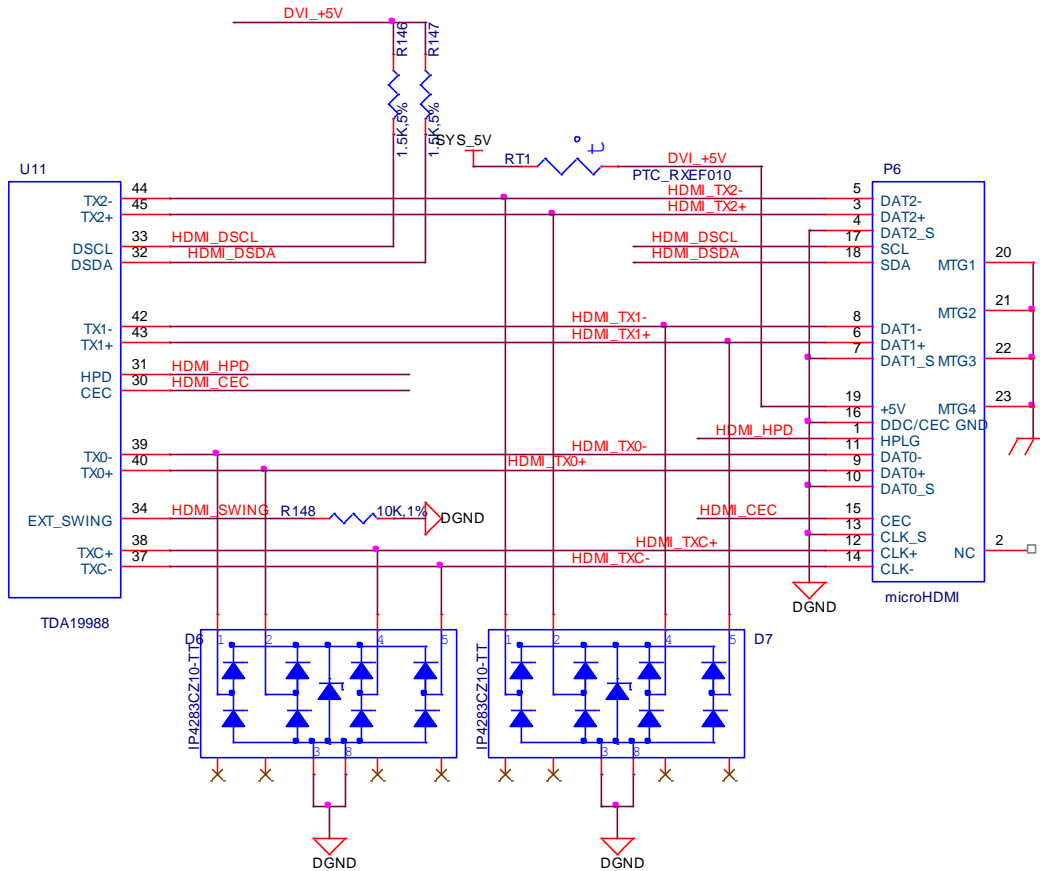 DVI_+5V
R146
R147
1.5K,5%
1.5K,5%
SYS_5V
RT1
t
DVI_+5V
PTC_RXEF010
U11
P6
44
TX2-
HDMI_TX2-
5
DAT2-
45
TX2+
HDMI_TX2+
3
DAT2+
4
DAT2_S
33
DSCL
HDMI_DSCL
HDMI_DSCL
17
SCL
32
DSDA
HDMI_DSDA
HDMI_DSDA
18
SDA
MTG1
20
MTG2
21
42
TX1-
HDMI_TX1-
8
DAT1-
43
TX1+
HDMI_TX1+
6
DAT1+
7
DAT1_S
MTG3
22
31
HPD
HDMI_HPD
30
CEC
HDMI_CEC
19
+5V
MTG4
23
16
DDC/CEC GND
HDMI_HPD
1
HPLG
39
TX0-
HDMI_TX0-
11
DAT0-
40
TX0+
HDMI_TX0+
9
DAT0+
10
DAT0_S
34
EXT_SWING
HDMI_SWING
R148
10K,1%
DGND
HDMI_CEC
15
CEC
13
CLK_S
38
TXC+
HDMI_TXC+
12
CLK+
NC
2
37
TXC-
HDMI_TXC-
14
CLK-
DGND
microHDMI
TDA19988
D6
1
2
4
5
IP4283CZ10-TT
3
8
DGND
D7
1
2
4
5
IP4283CZ10-TT
3
8
DGND